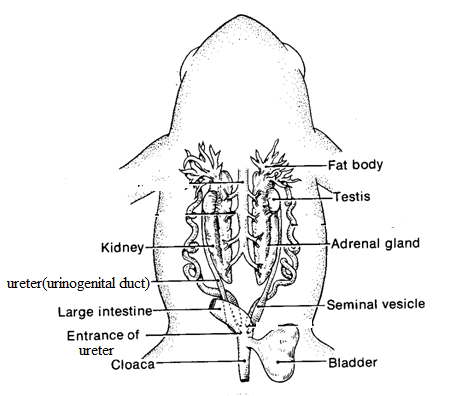 Fat body
Testis
Kidney
Adrenal gland
ureter(urinogenital duct)
Large intestine
Seminal vesicle
Entrance of
ureter
Cloaca
Bladder